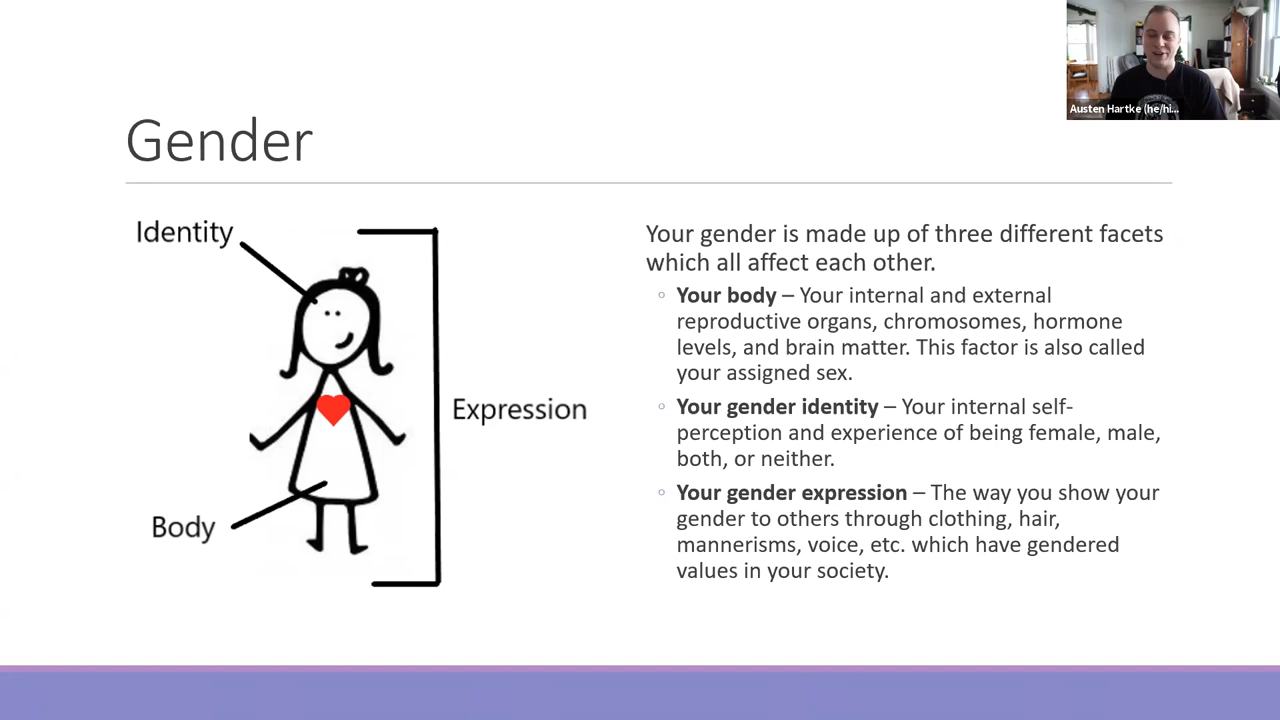 Austen Hartke (he/hi...
Gender
Identity
Expression
Body
Your gender is made up of three different facets
which all affect each other.
◦ Your body – Your internal and external
reproductive organs, chromosomes, hormone
levels, and brain matter. This factor is also called
your assigned sex.
◦ Your gender identity – Your internal self-
perception and experience of being female, male,
both, or neither.
◦ Your gender expression – The way you show your
gender to others through clothing, hair,
mannerisms, voice, etc. which have gendered
values in your society.